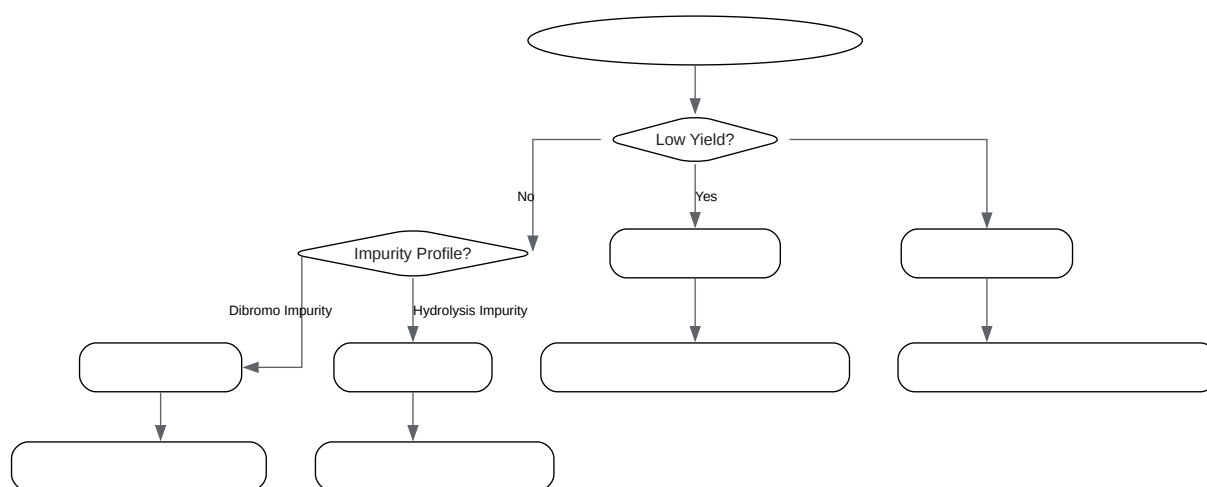 Low Yield?
No
Yes
Impurity Profile?
Dibromo Impurity
Hydrolysis Impurity